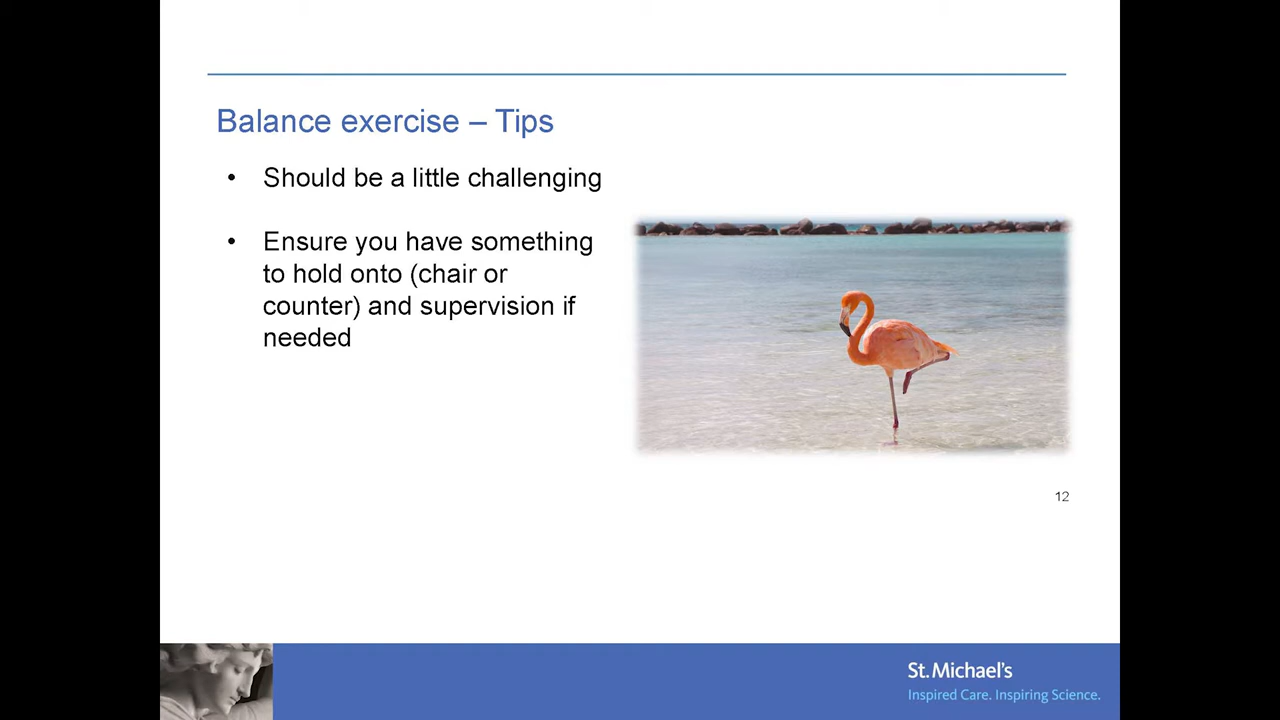 Balance exercise – Tips
• Should be a little challenging
• Ensure you have something
to hold onto (chair or
counter) and supervision if
needed
12
St. Michael's
Inspired Care. Inspiring Science.